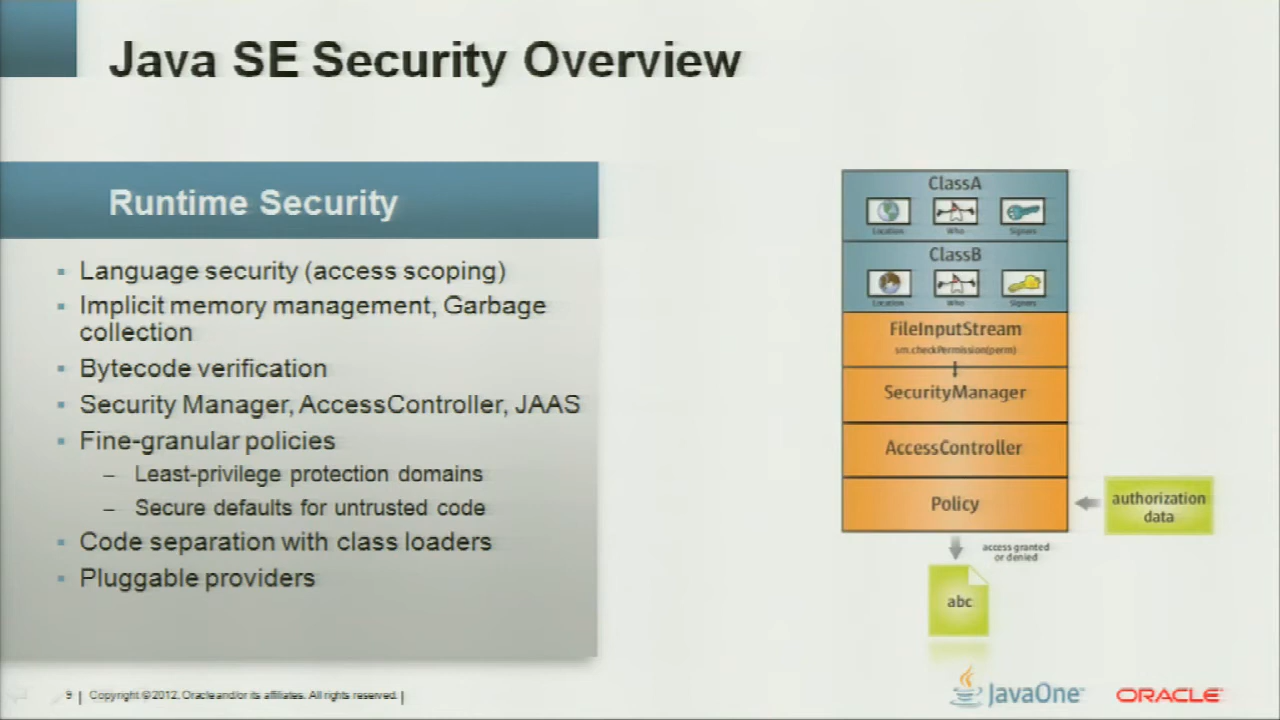 Java SE Security Overview
Runtime Security
Language security (access scoping)
Implicit memory management, Garbage
collection
Bytecode verification
Security Manager, AccessController, JAAS
Fine-granular policies
– Least-privilege protection domains
– Secure defaults for untrusted code
Code separation with class loaders
Pluggable providers
ClassA
Location Who Signers
ClassB
Location Who Signers
FileInputStream
sm.checkPermission(perm)
SecurityManager
AccessController
Policy
authorization
data
access granted
or denied
abc
9 | Copyright © 2012, Oracle and/or its affiliates. All rights reserved. |
JavaOne
ORACLE